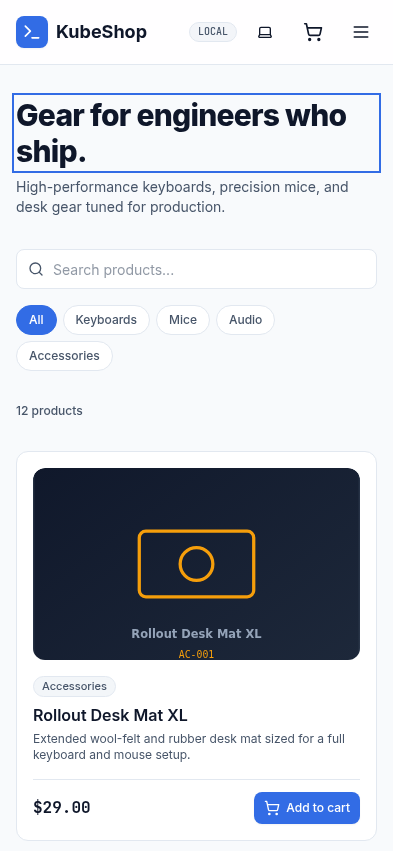 KubeShop
LOCAL
Gear for engineers who
ship.
High-performance keyboards, precision mice, and
desk gear tuned for production.
Search products...
All
Keyboards
Mice
Audio
Accessories
12 products
Rollout Desk Mat XL
AC-001
Accessories
Rollout Desk Mat XL
Extended wool-felt and rubber desk mat sized for a full
keyboard and mouse setup.
$29.00
Add to cart